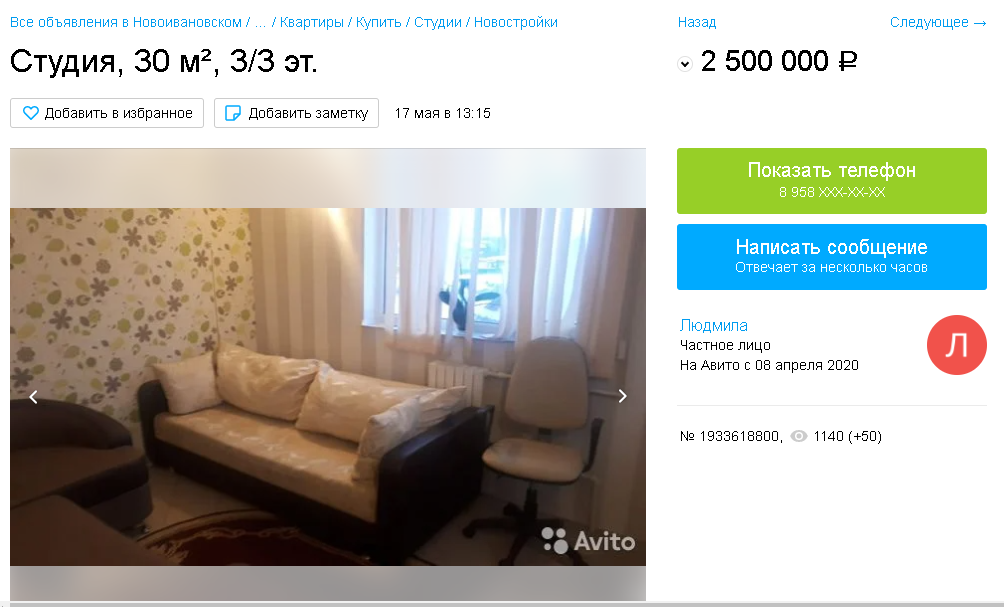 Все объявления в Новоивановском / ... / Квартиры / Купить / Студии / Новостройки
Назад
Следующее →
Студия, 30 м², 3/3 эт.
2 500 000 ₽
Добавить в избранное
Добавить заметку
17 мая в 13:15
Показать телефон
8 958 XXX-XX-XX
Написать сообщение
Отвечает за несколько часов
Людмила
Частное лицо
На Авито с 08 апреля 2020
Л
№ 1933618800, 1140 (+50)
Avito